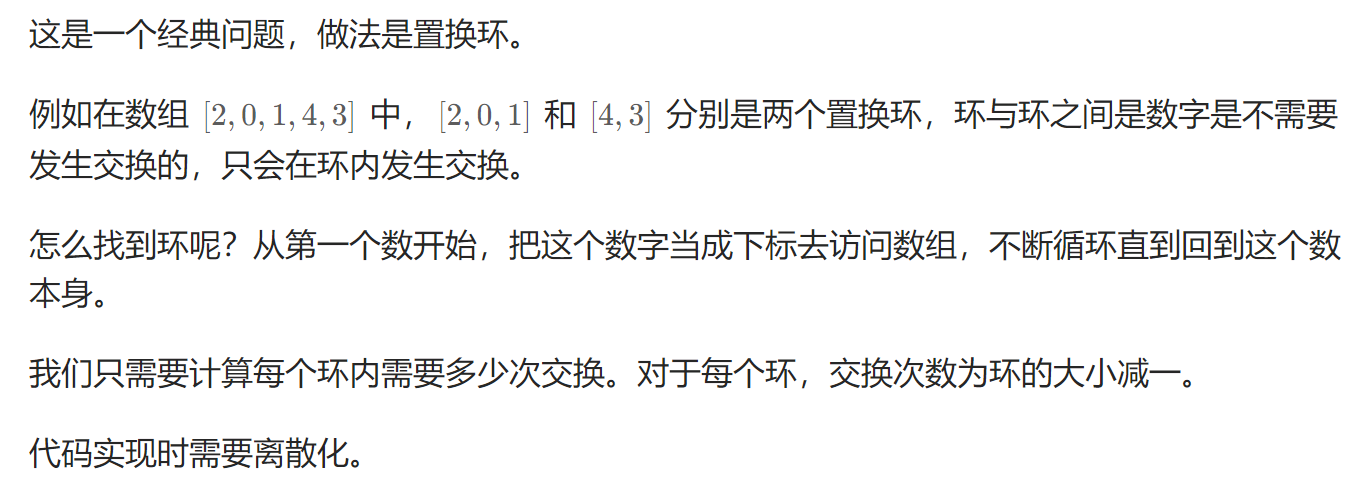 这是一个经典问题，做法是置换环。
例如在数组 [2, 0, 1, 4, 3] 中， [2, 0, 1] 和 [4, 3] 分别是两个置换环，环与环之间是数字是不需要
发生交换的，只会在环内发生交换。
怎么找到环呢？从第一个数开始，把这个数字当成下标去访问数组，不断循环直到回到这个数
本身。
我们只需要计算每个环内需要多少次交换。对于每个环，交换次数为环的大小减一。
代码实现时需要离散化。